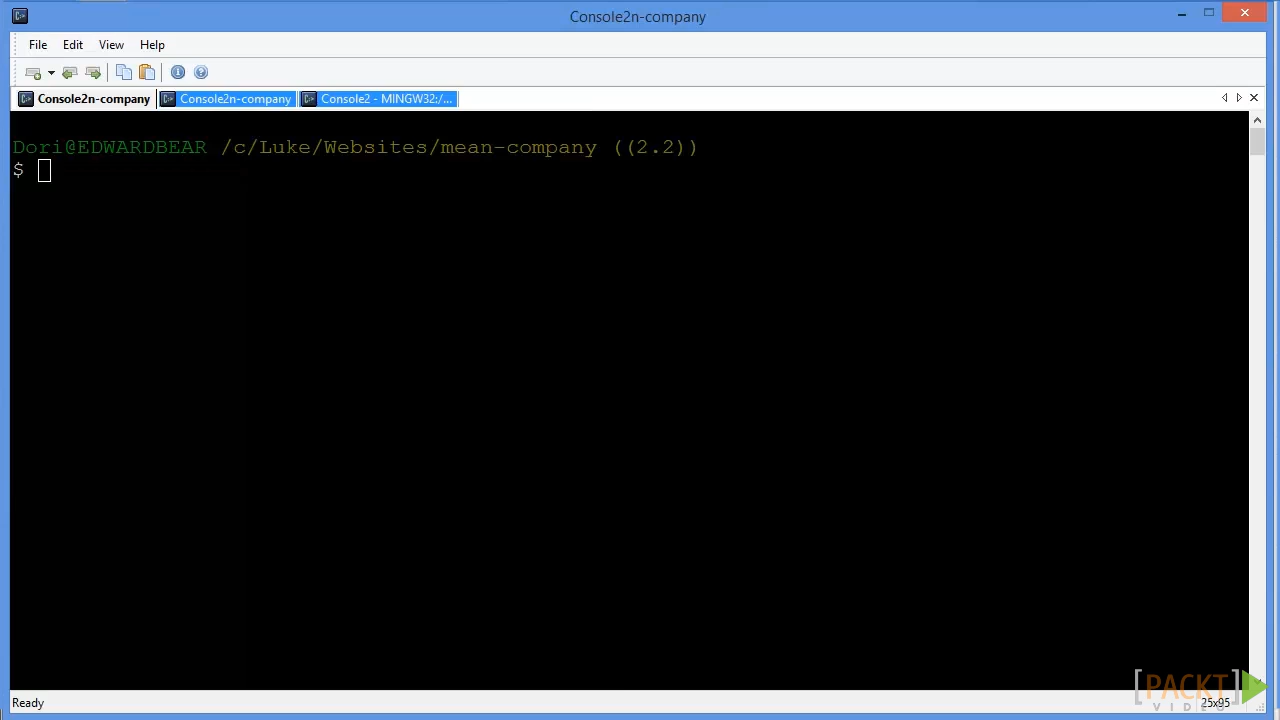 Console2n-company
File Edit View Help
Console2n-company Console2n-company Console2 - MINGW32:/...
Dori@EDWARDBEAR /c/Luke/Websites/mean-company ((2.2))
$
[PACKT]
VIDEO
Ready 25x95